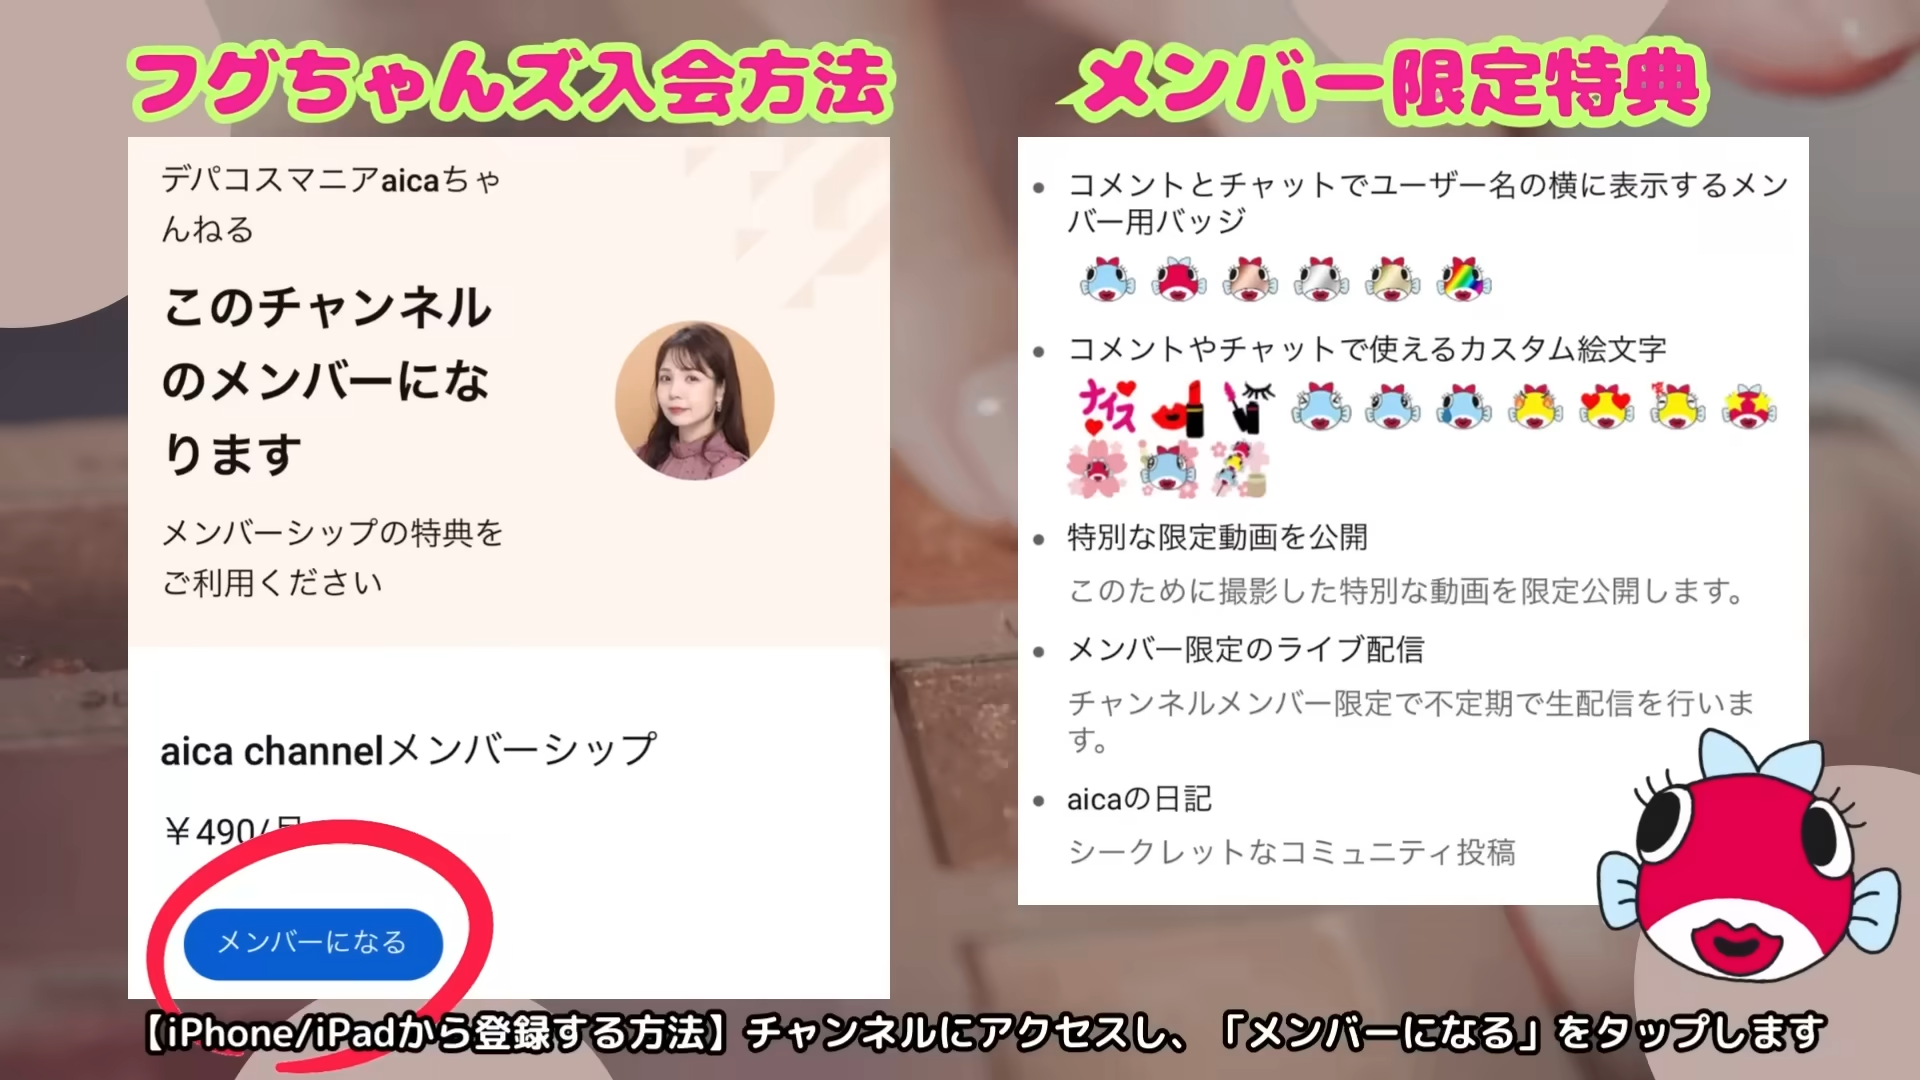 フグちゃんズ入会方法
デパコスマニアaicaちゃ
んねる
このチャンネル
のメンバーにな
ります
メンバーシップの特典を
ご利用ください
aica channelメンバーシップ
￥490/月
メンバーになる
メンバー限定特典
コメントとチャットでユーザー名の横に表示するメン
バー用バッジ
コメントやチャットで使えるカスタム絵文字
ナイス
特別な限定動画を公開
このために撮影した特別な動画を限定公開します。
メンバー限定のライブ配信
チャンネルメンバー限定で不定期で生配信を行いま
す。
aicaの日記
シークレットなコミュニティ投稿
【iPhone/iPadから登録する方法】チャンネルにアクセスし、「メンバーになる」をタップします